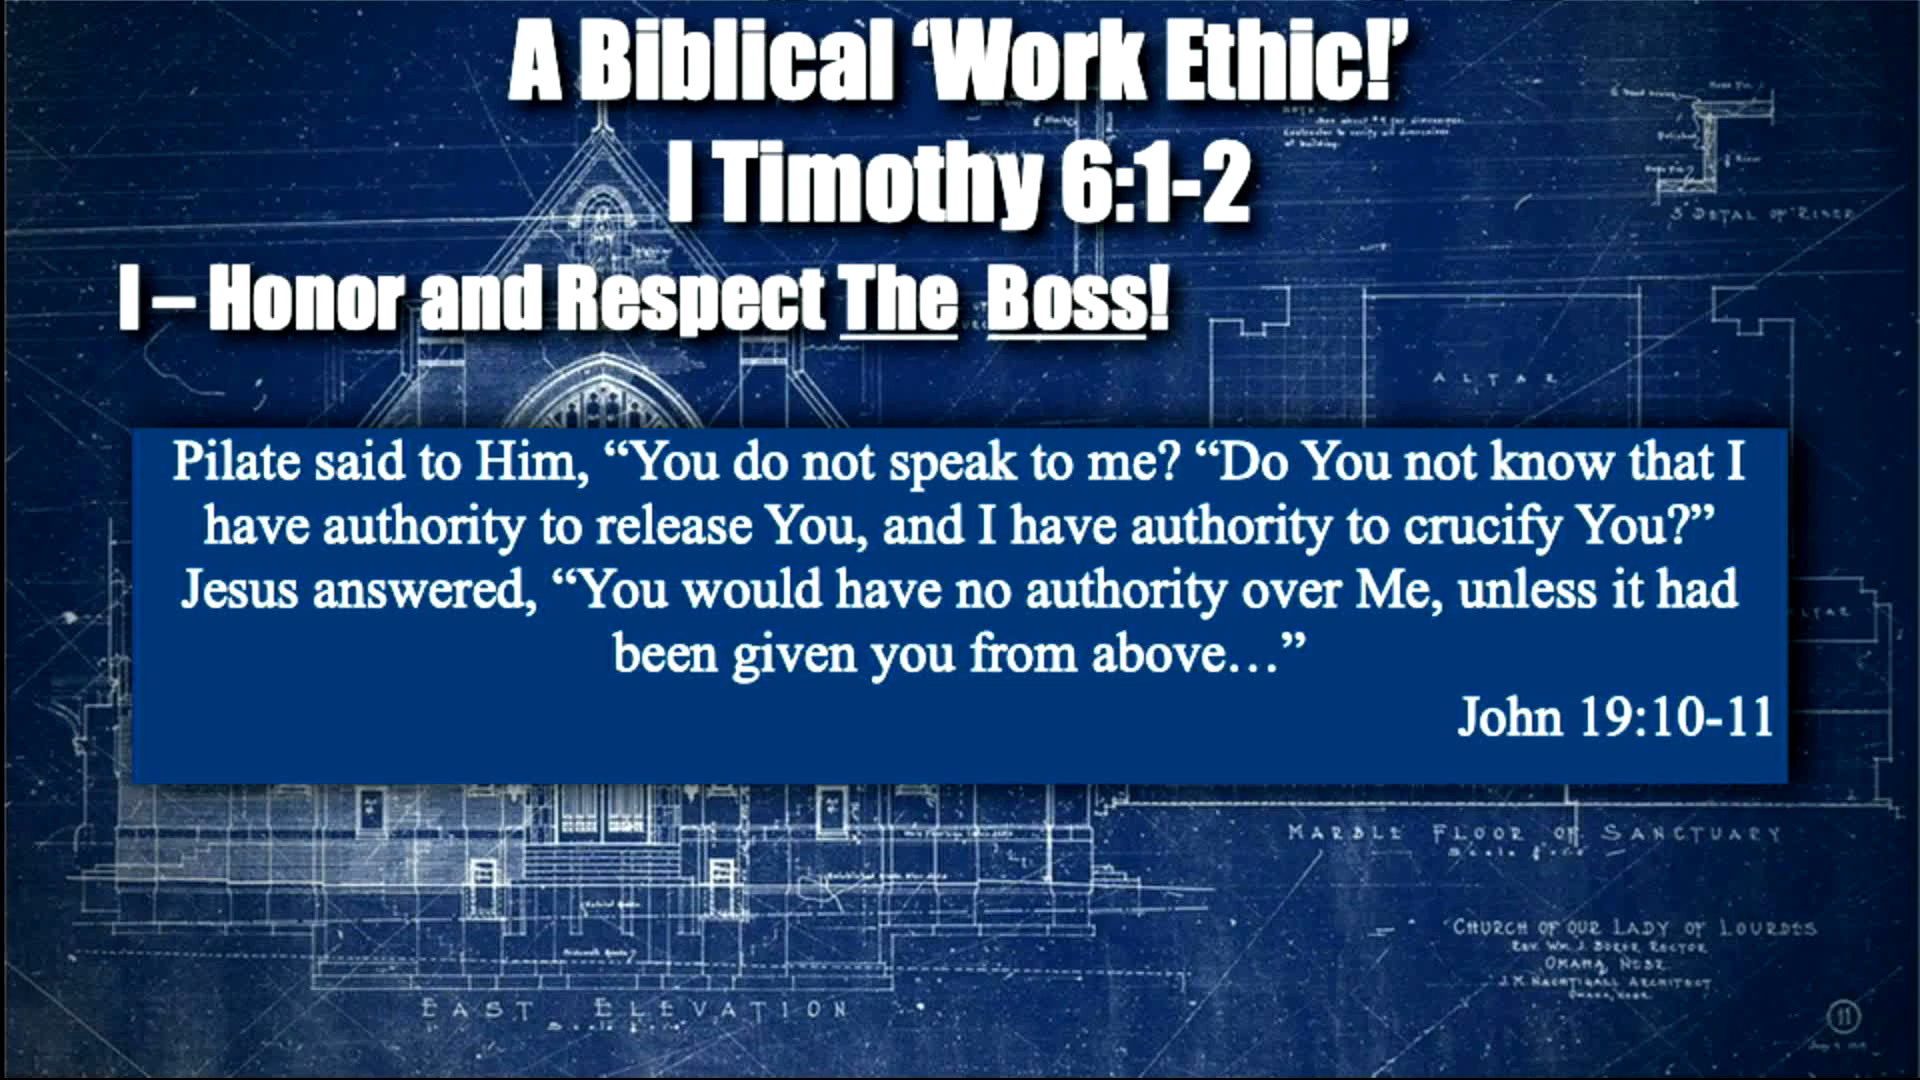 A Biblical ‘Work Ethic!’
I Timothy 6:1-2
I – Honor and Respect The Boss!
Pilate said to Him, “You do not speak to me? “Do You not know that I
have authority to release You, and I have authority to crucify You?”
Jesus answered, “You would have no authority over Me, unless it had
been given you from above…”
John 19:10-11
ALTAR
MARBLE FLOOR OF SANCTUARY
CHURCH OF OUR LADY OF LOURDES
OMAHA, NEBR.
EAST ELEVATION
11